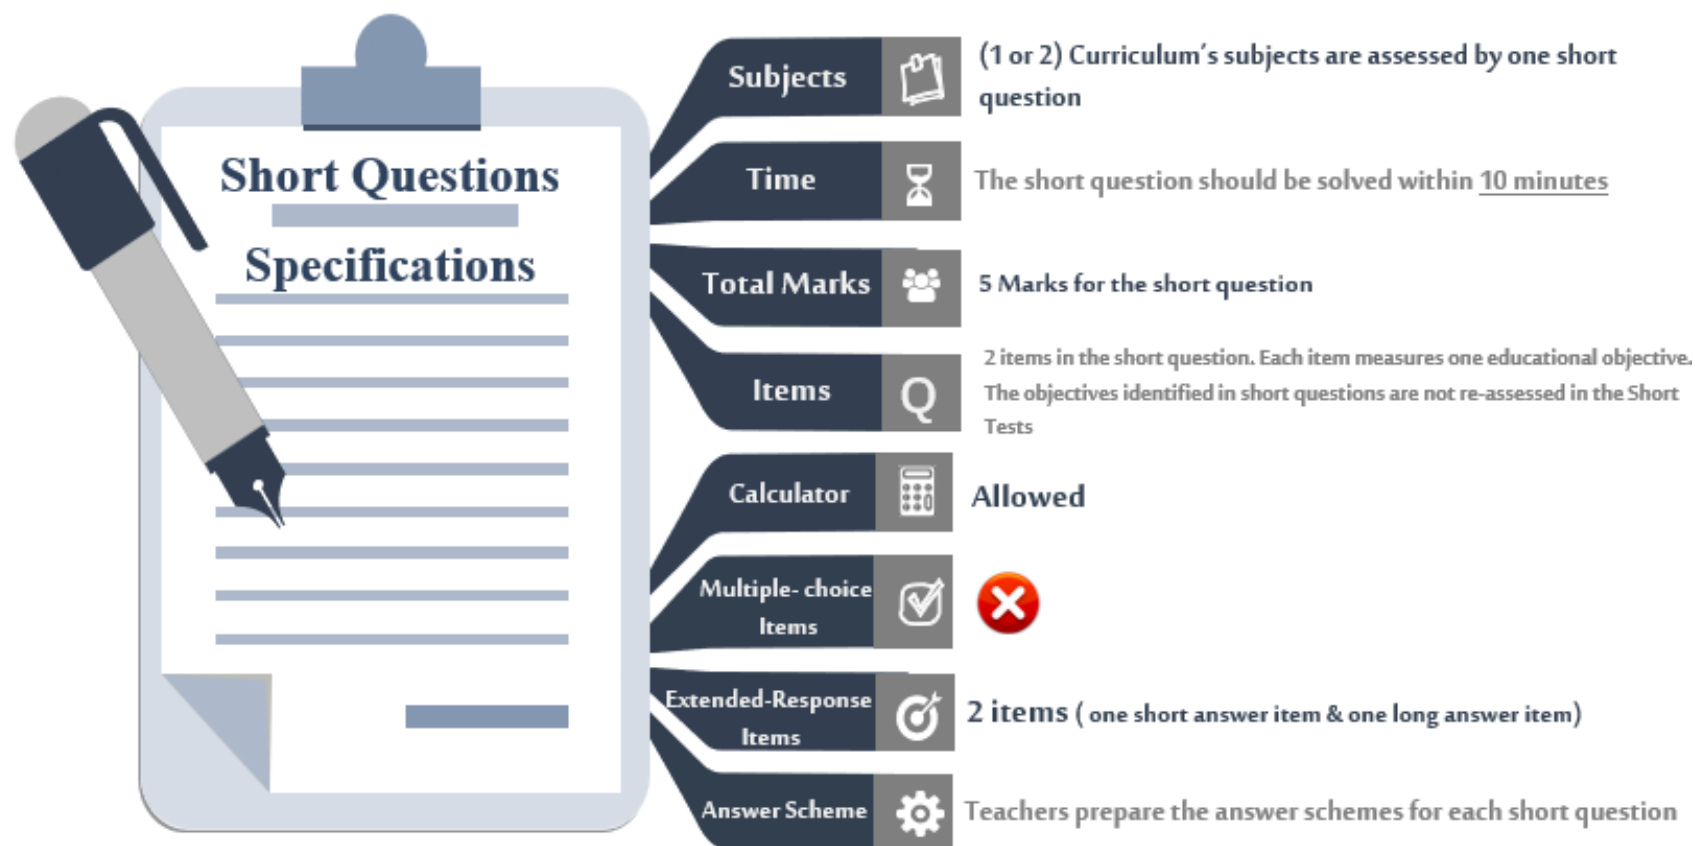 Short Questions
Specifications
Subjects
(1 or 2) Curriculum's subjects are assessed by one short
question
Time
The short question should be solved within 10 minutes
Total Marks
5 Marks for the short question
Items
Q
2 items in the short question. Each item measures one educational objective.
The objectives identified in short questions are not re-assessed in the Short
Tests
Calculator
Allowed
Multiple- choice
Items
Extended-Response
Items
2 items ( one short answer item & one long answer item)
Answer Scheme
Teachers prepare the answer schemes for each short question